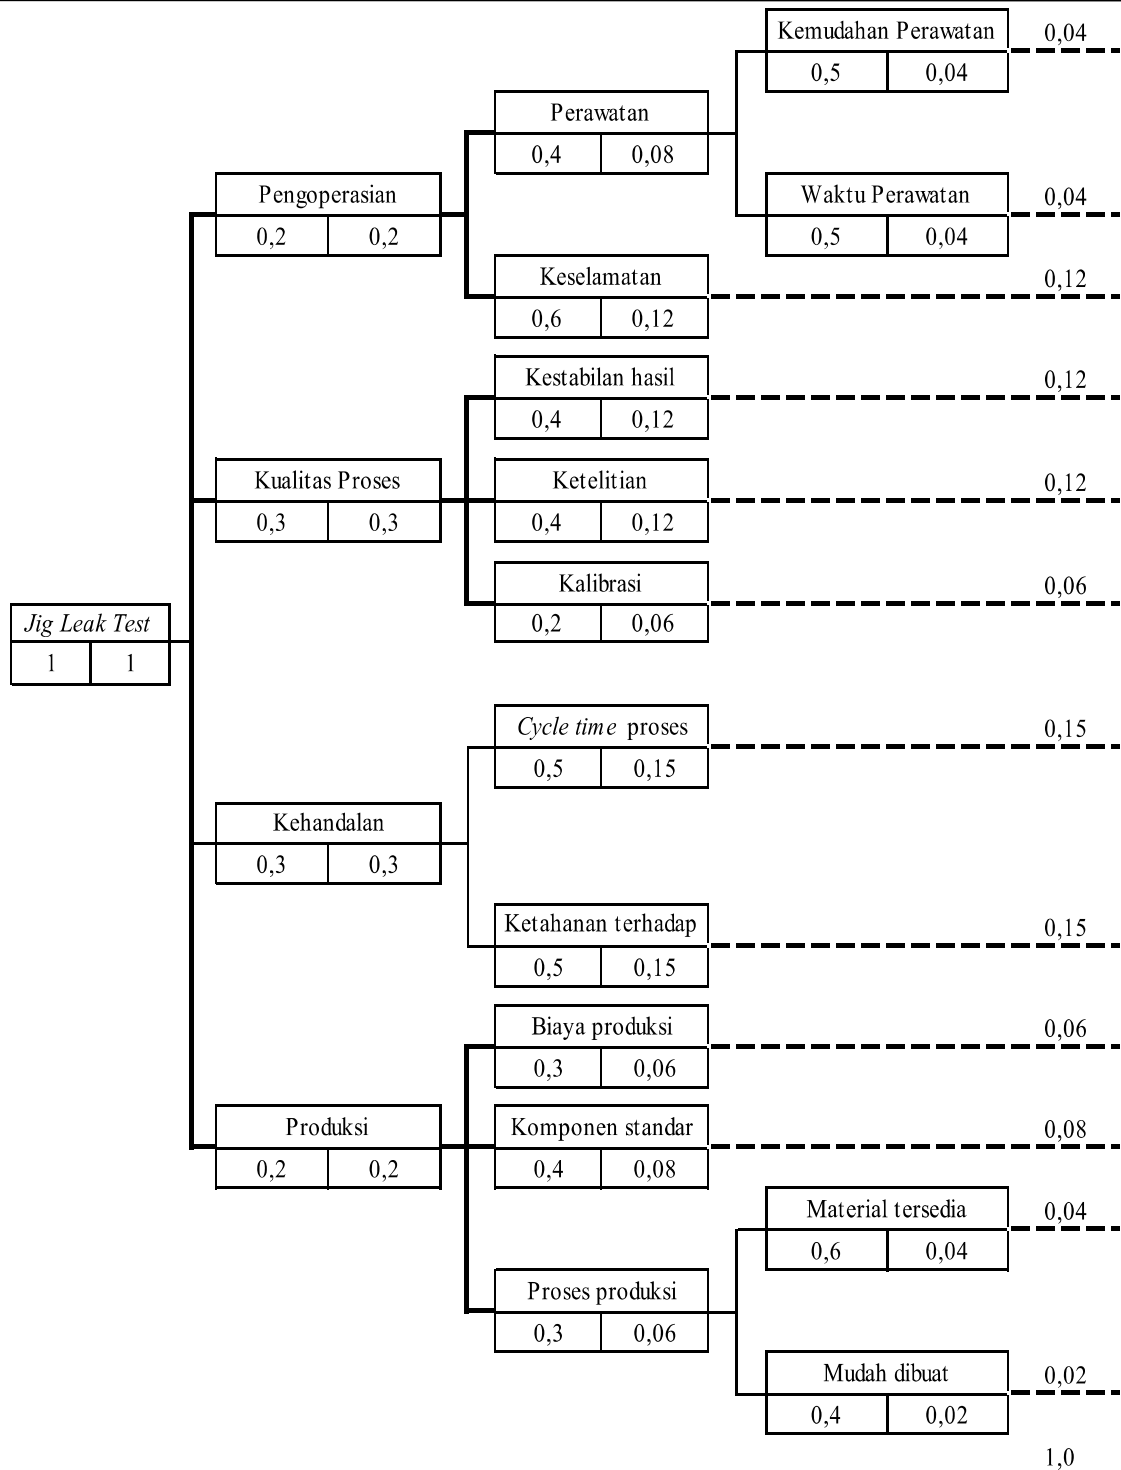 Kemudahan Perawatan 0,04
0,5 0,04
Perawatan
0,4 0,08
Pengoperasian
0,2 0,2
Waktu Perawatan 0,04
0,5 0,04
Keselamatan 0,12
0,6 0,12
Kestabilan hasil 0,12
0,4 0,12
Kualitas Proses
0,3 0,3
Ketelitian 0,12
0,4 0,12
Kalibrasi 0,06
0,2 0,06
Jig Leak Test
1 1
Cycle time proses 0,15
0,5 0,15
Kehandalan
0,3 0,3
Ketahanan terhadap 0,15
0,5 0,15
Biaya produksi 0,06
0,3 0,06
Produksi
0,2 0,2
Komponen standar 0,08
0,4 0,08
Material tersedia 0,04
0,6 0,04
Proses produksi
0,3 0,06
Mudah dibuat 0,02
0,4 0,02
1,0